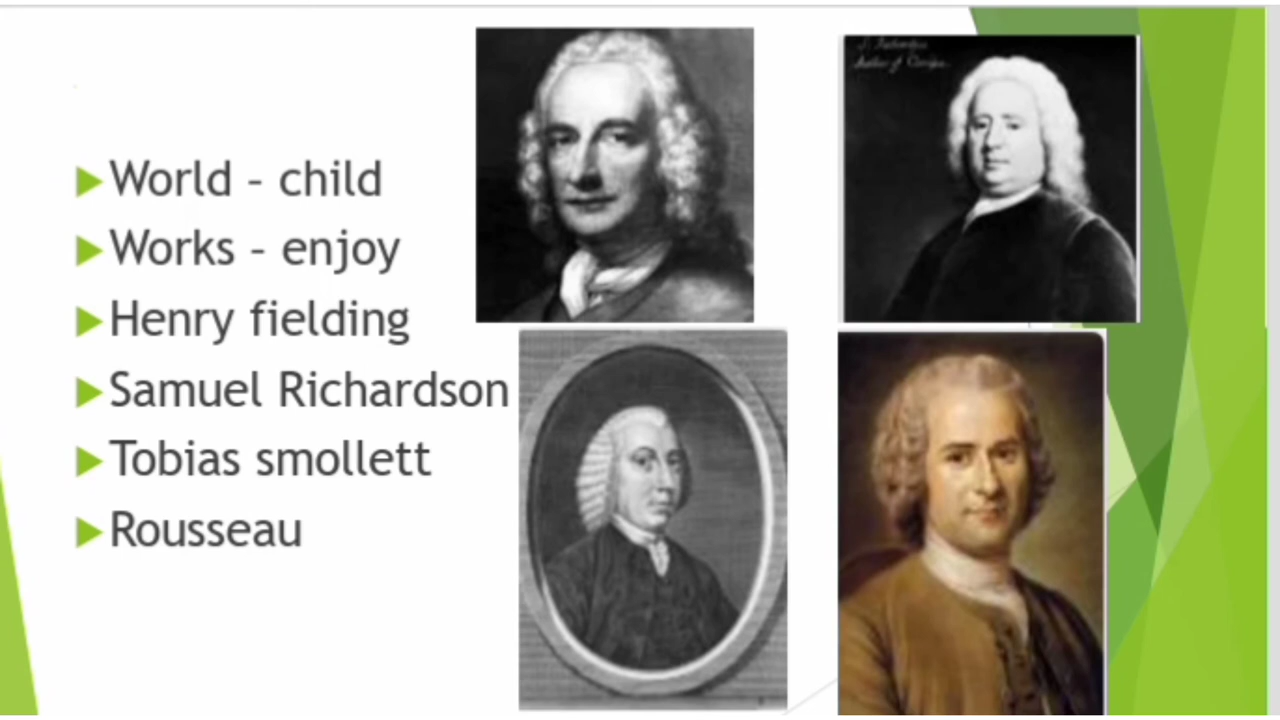 World – child
Works – enjoy
Henry fielding
Samuel Richardson
Tobias smollett
Rousseau